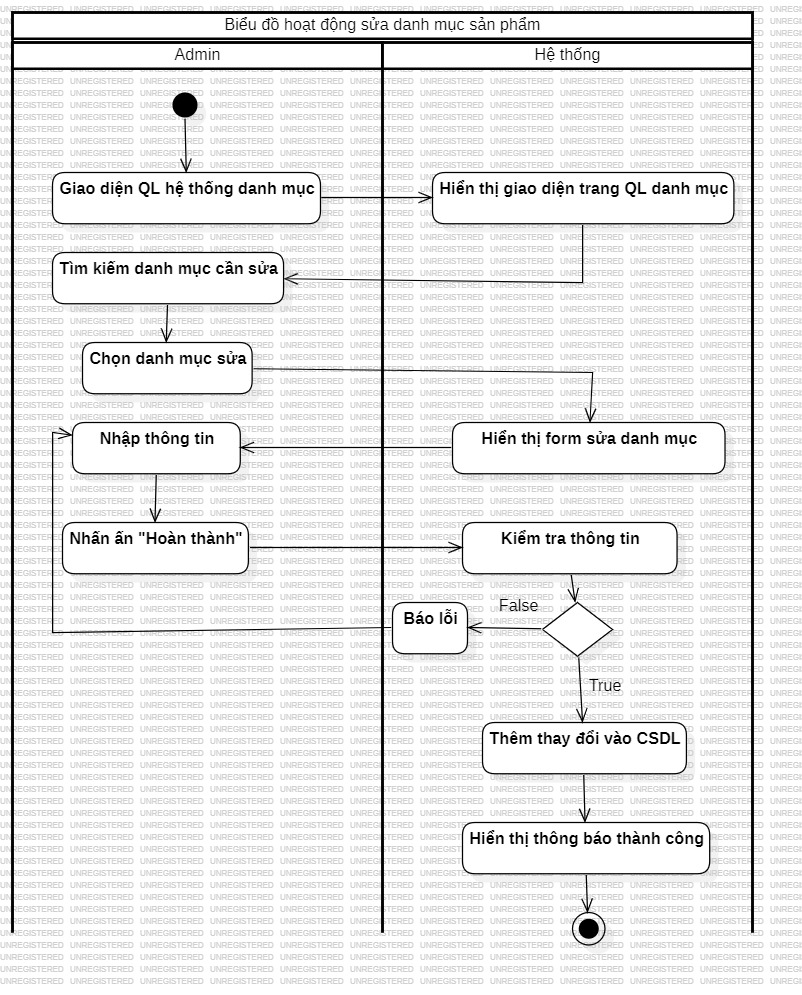 Biểu đồ hoạt động sửa danh mục sản phẩm
Admin
Hệ thống
Giao diện QL hệ thống danh mục
Hiển thị giao diện trang QL danh mục
Tìm kiếm danh mục cần sửa
Chọn danh mục sửa
Nhập thông tin
Hiển thị form sửa danh mục
Nhấn ấn "Hoàn thành"
Kiểm tra thông tin
False
Báo lỗi
True
Thêm thay đổi vào CSDL
Hiển thị thông báo thành công
UNREGISTERED